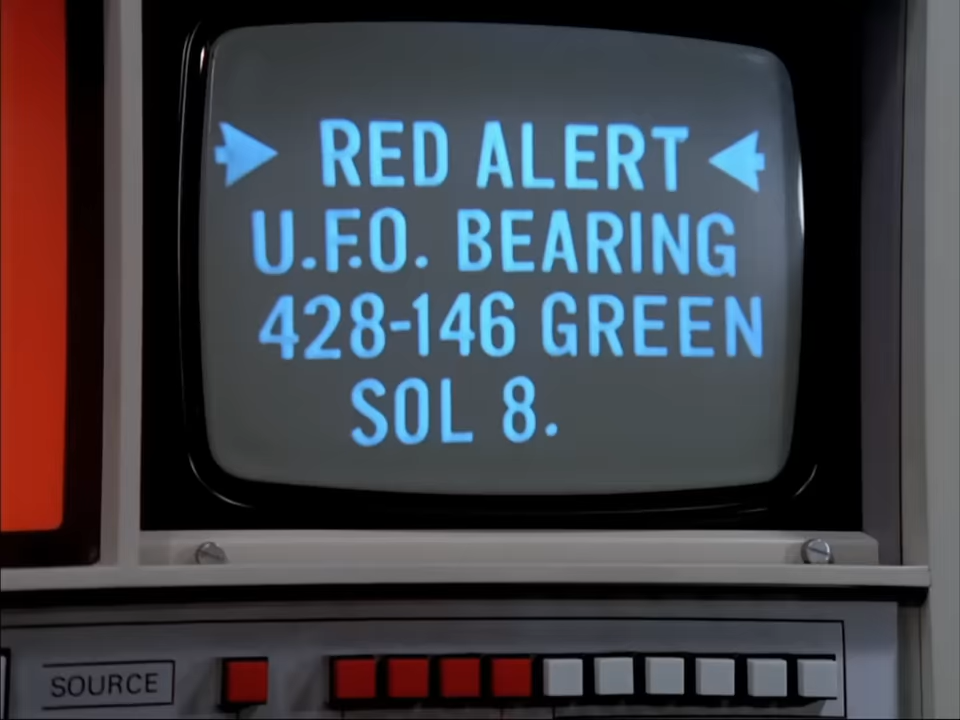 RED ALERT
U.F.O. BEARING
428-146 GREEN
SOL 8.
SOURCE